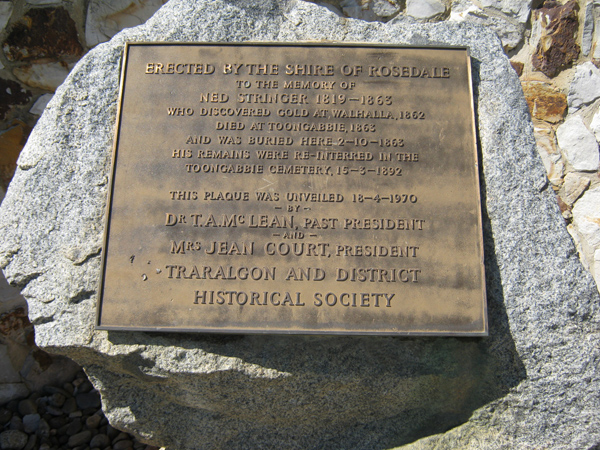 ERECTED BY THE SHIRE OF ROSEDALE
TO THE MEMORY OF
NED STRINGER 1819-1863
WHO DISCOVERED GOLD AT WALHALLA, 1862
DIED AT TOONGABBIE, 1863
AND WAS BURIED HERE 2-10-1863
HIS REMAINS WERE RE-INTERRED IN THE
TOONGABBIE CEMETERY, 15-3-1892
THIS PLAQUE WAS UNVEILED 18-4-1970
- BY -
DR T.A. MCLEAN, PAST PRESIDENT
- AND -
MRS JEAN COURT, PRESIDENT
TRARALGON AND DISTRICT
HISTORICAL SOCIETY